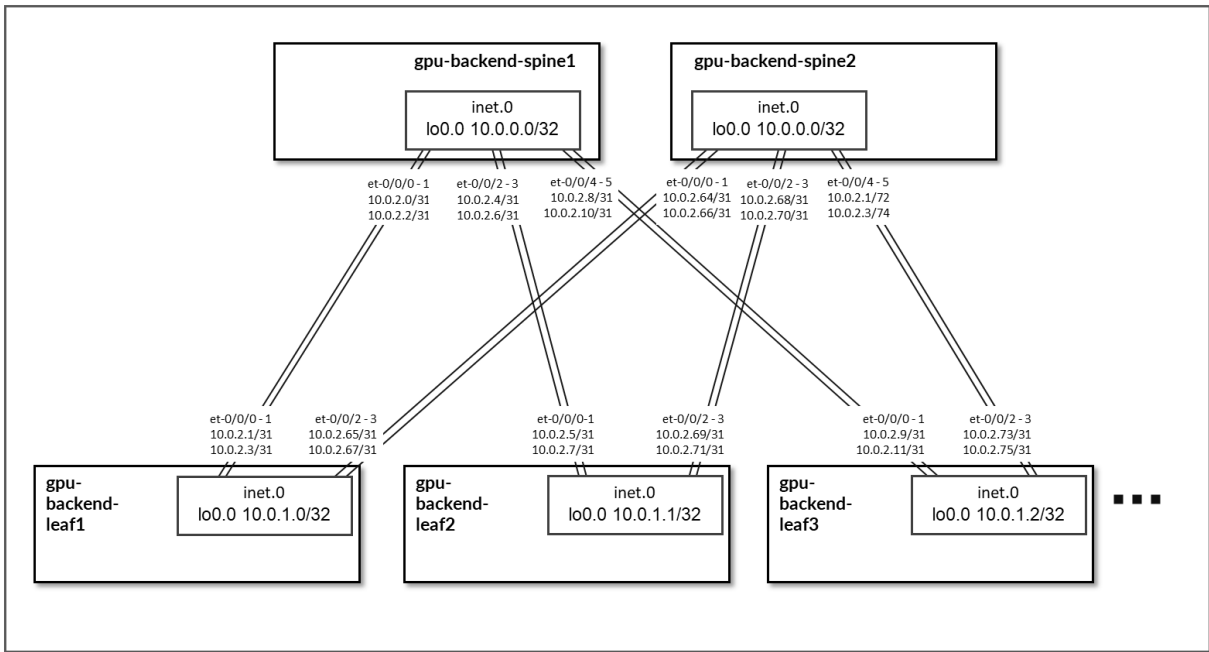 gpu-backend-spine1
inet.0
lo0.0 10.0.0.0/32
gpu-backend-spine2
inet.0
lo0.0 10.0.0.0/32
et-0/0/0 - 1
10.0.2.0/31
10.0.2.2/31
et-0/0/2 - 3
10.0.2.4/31
10.0.2.6/31
et-0/0/4 - 5
10.0.2.8/31
10.0.2.10/31
et-0/0/0 - 1
10.0.2.64/31
10.0.2.66/31
et-0/0/2 - 3
10.0.2.68/31
10.0.2.70/31
et-0/0/4 - 5
10.0.2.1/72
10.0.2.3/74
et-0/0/0 - 1
10.0.2.1/31
10.0.2.3/31
et-0/0/2 - 3
10.0.2.65/31
10.0.2.67/31
et-0/0/0-1
10.0.2.5/31
10.0.2.7/31
et-0/0/2 - 3
10.0.2.69/31
10.0.2.71/31
et-0/0/0 - 1
10.0.2.9/31
10.0.2.11/31
et-0/0/2 - 3
10.0.2.73/31
10.0.2.75/31
gpu-
backend-
leaf1
inet.0
lo0.0 10.0.1.0/32
gpu-
backend-
leaf2
inet.0
lo0.0 10.0.1.1/32
gpu-
backend-
leaf3
inet.0
lo0.0 10.0.1.2/32